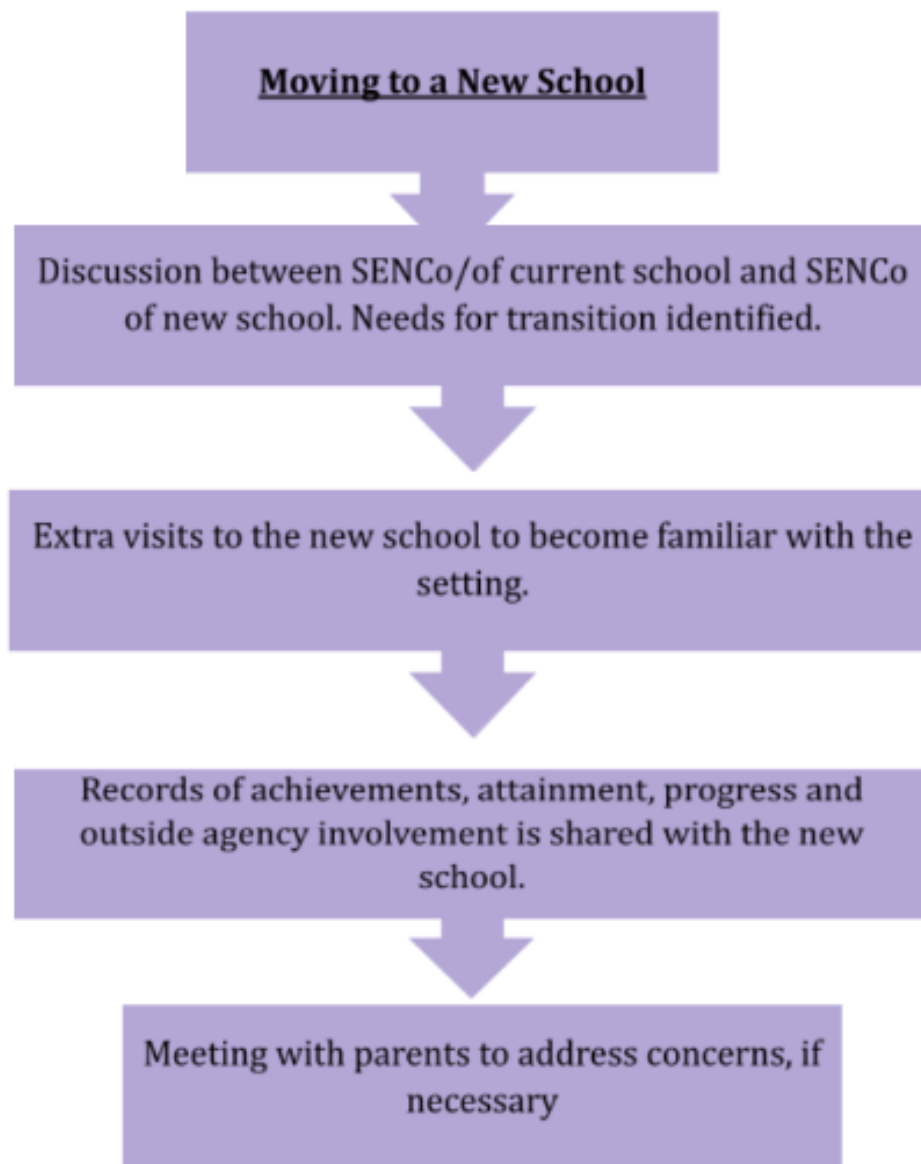 Moving to a New School
Discussion between SENCo/of current school and SENCo
of new school. Needs for transition identified.
Extra visits to the new school to become familiar with the
setting.
Records of achievements, attainment, progress and
outside agency involvement is shared with the new
school.
Meeting with parents to address concerns, if
necessary